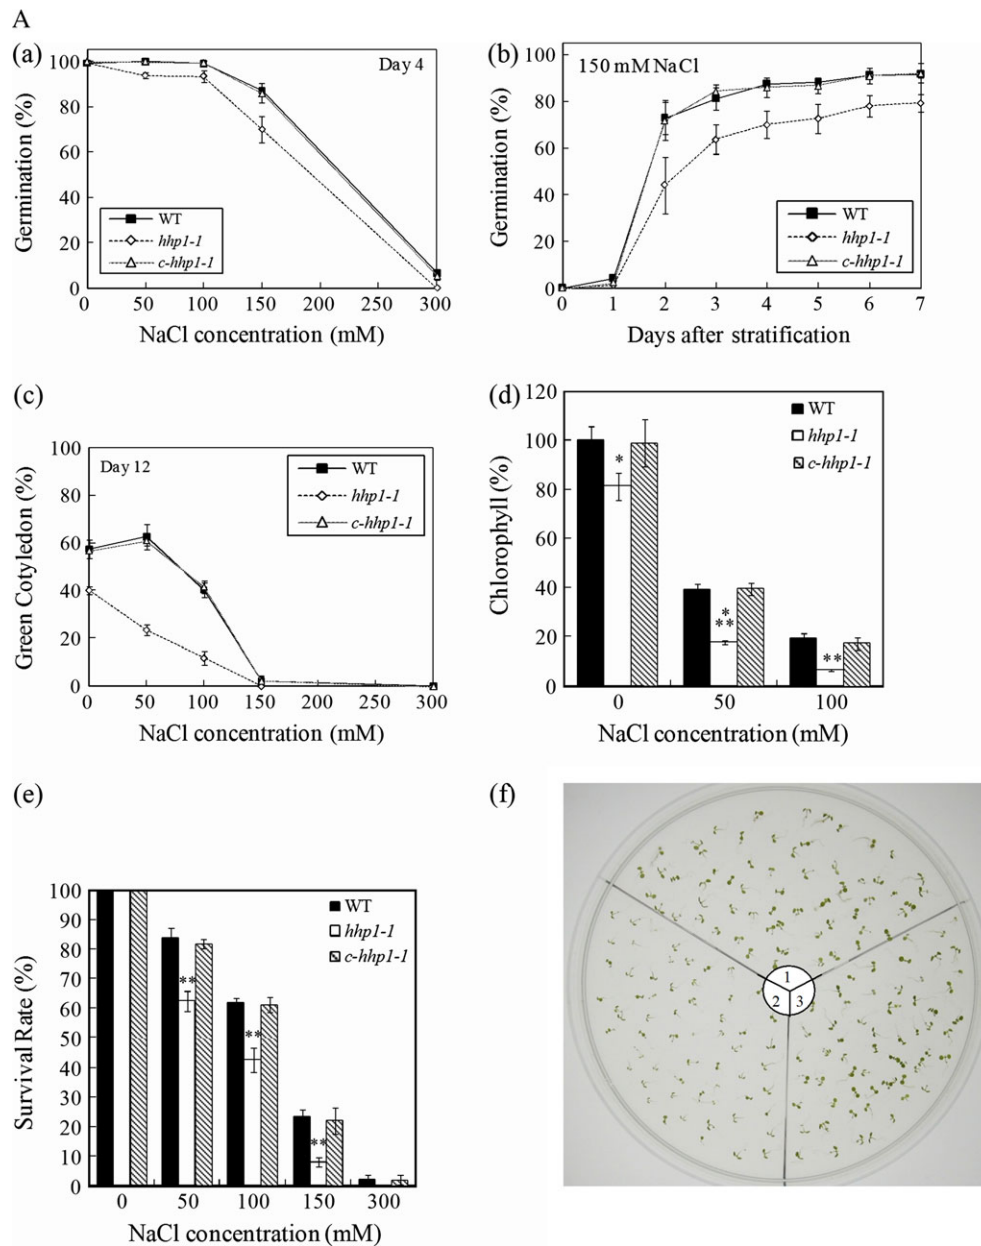 A
(a)
Germination (%)
100
80
60
40
20
0
Day 4
WT
hhp1-1
c-hhp1-1
0 50 100 150 200 250 300
NaCl concentration (mM)
(b)
Germination (%)
100
80
60
40
20
0
150 mM NaCl
WT
hhp1-1
c-hhp1-1
0 1 2 3 4 5 6 7
Days after stratification
(c)
Green Cotyledon (%)
100
80
60
40
20
0
Day 12
WT
hhp1-1
c-hhp1-1
0 50 100 150 200 250 300
NaCl concentration (mM)
(d)
Chlorophyll (%)
120
100
80
60
40
20
0
WT
hhp1-1
c-hhp1-1
*
*
**
**
0 50 100
NaCl concentration (mM)
(e)
Survival Rate (%)
100
90
80
70
60
50
40
30
20
10
0
WT
hhp1-1
c-hhp1-1
**
**
**
0 50 100 150 300
NaCl concentration (mM)
(f)
1
2 3